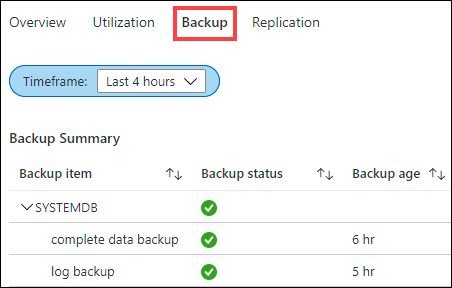 Overview Utilization Backup Replication
Timeframe: Last 4 hours
Backup Summary
Backup item Backup status Backup age
SYSTEMDB
complete data backup 6 hr
log backup 5 hr